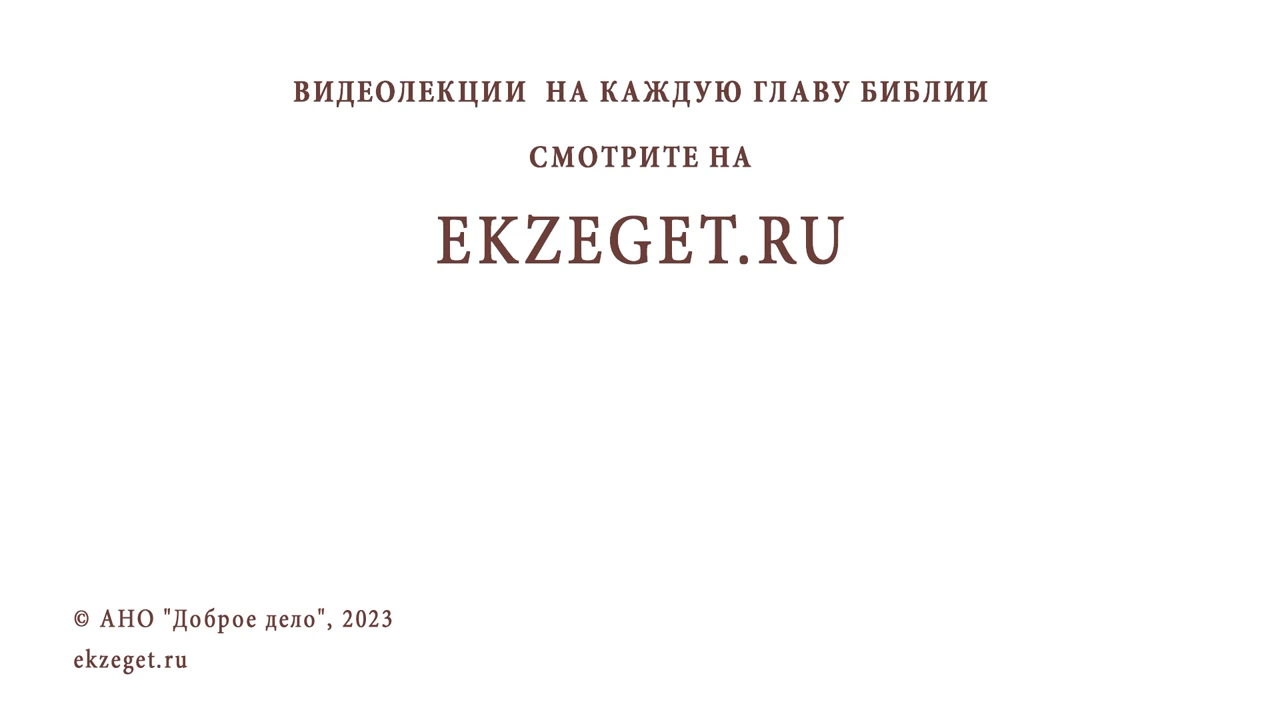 ВИДЕОЛЕКЦИИ НА КАЖДУЮ ГЛАВУ БИБЛИИ
СМОТРИТЕ НА
EKZEGET.RU
© АНО "Доброе дело", 2023
ekzeget.ru